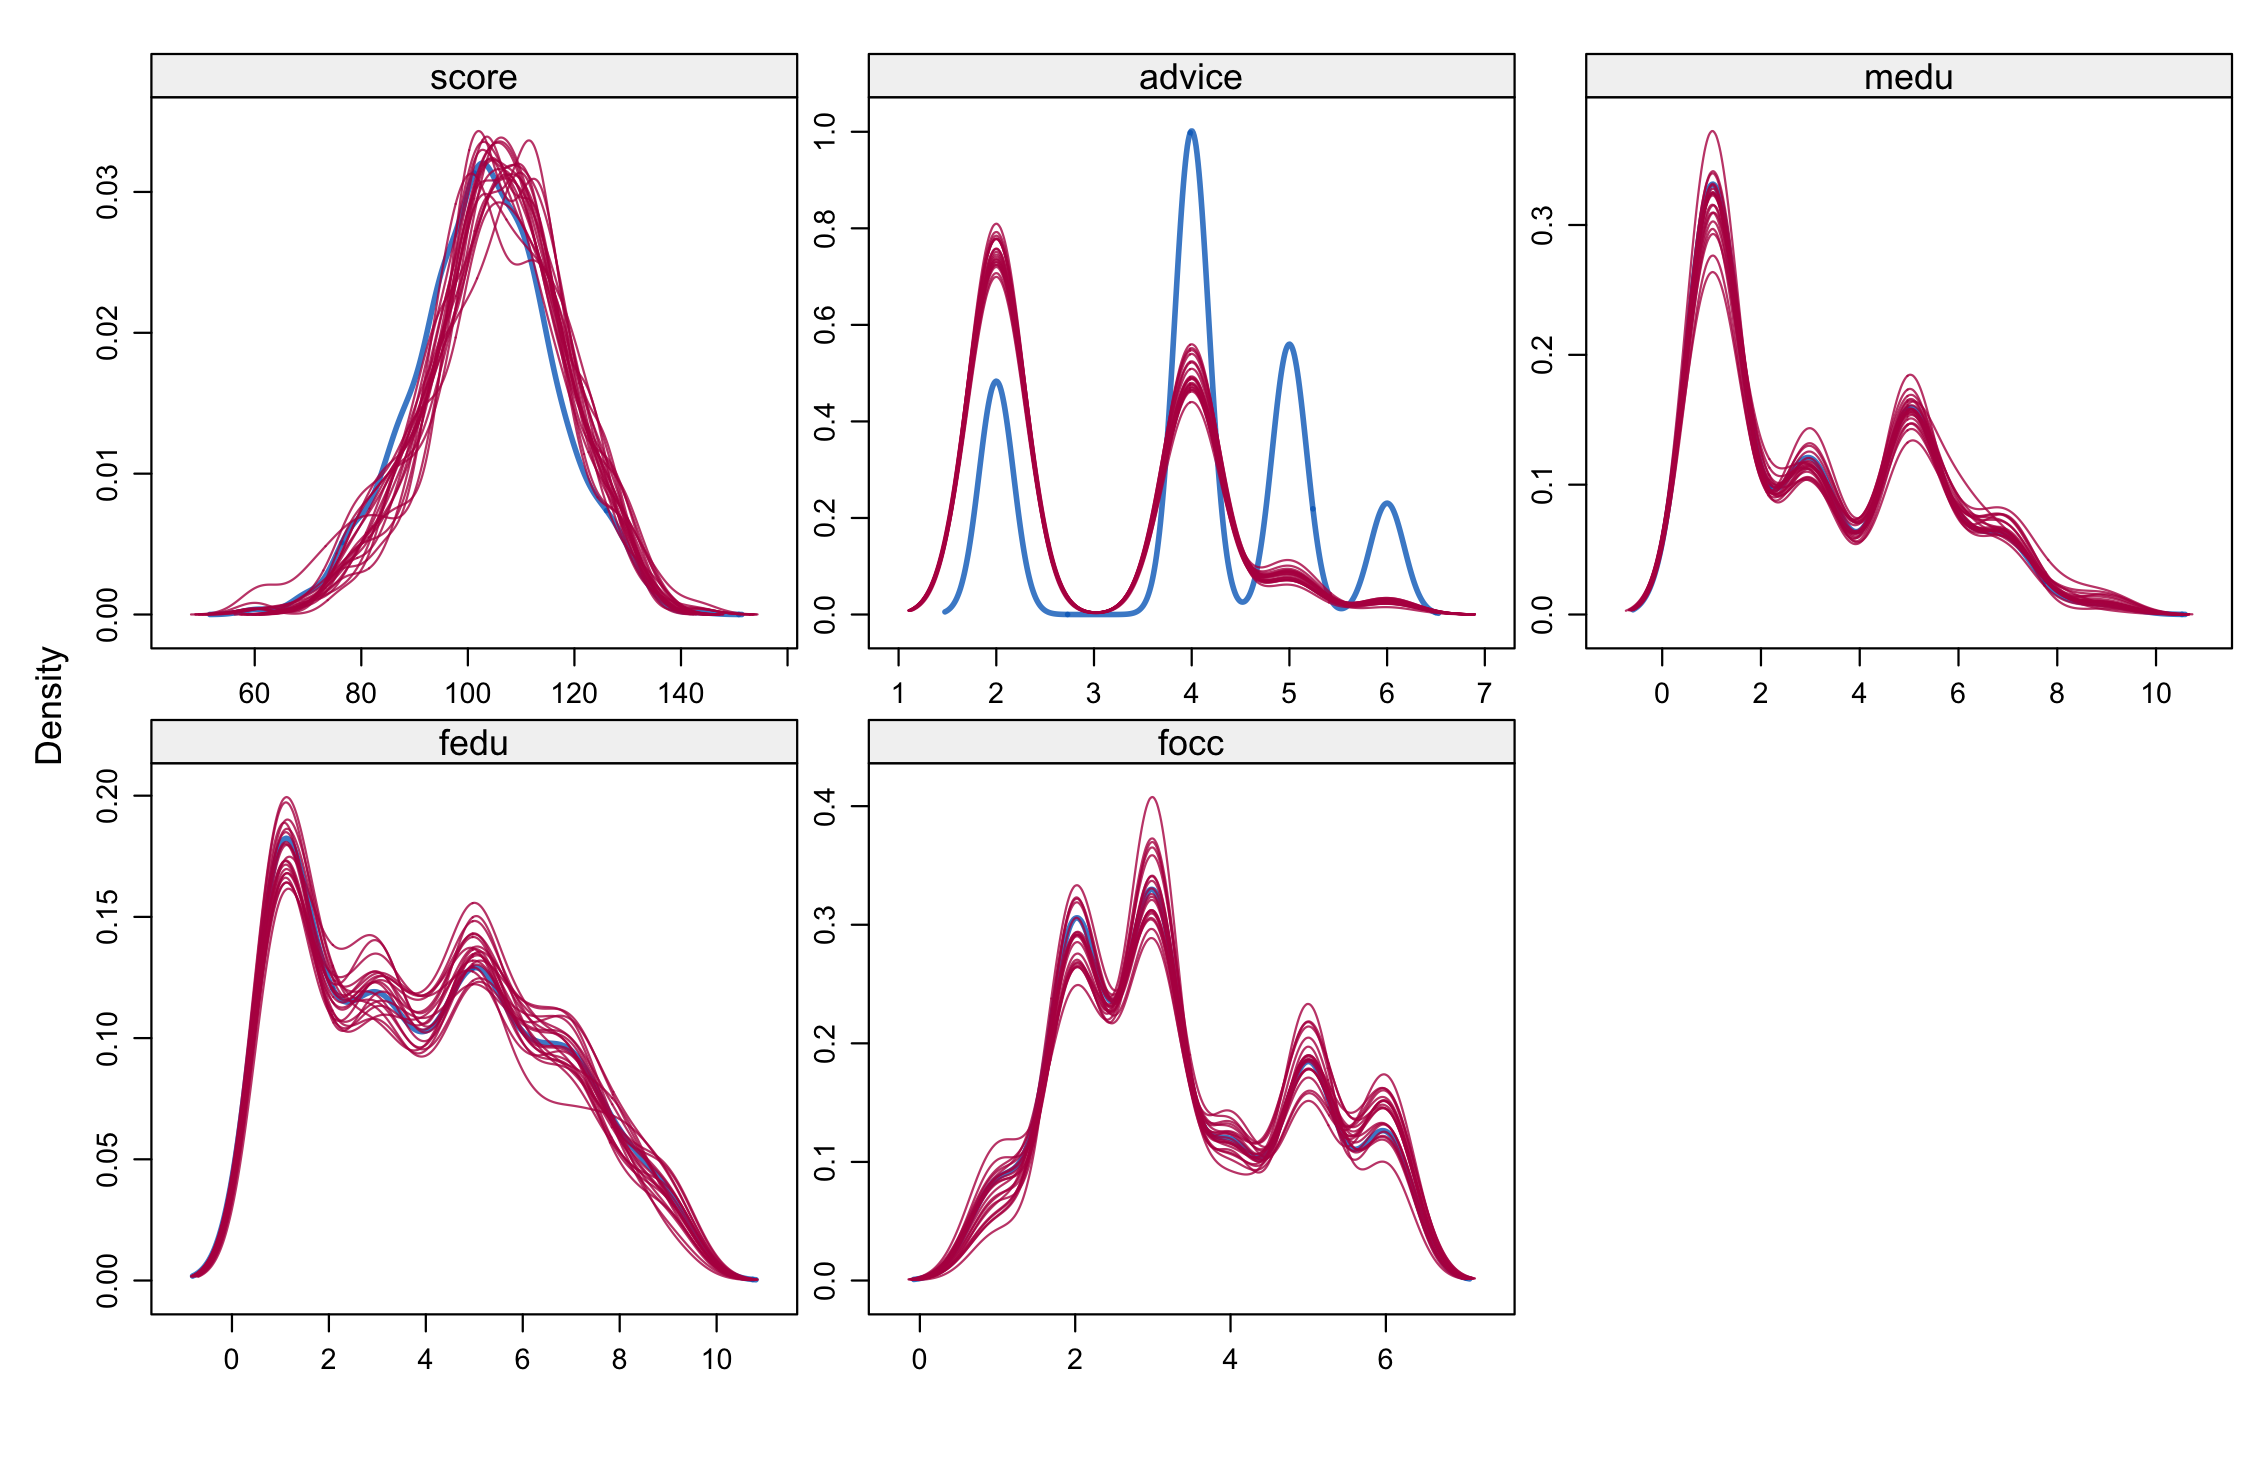 score
advice
medu
0.00 0.01 0.02 0.03
60 80 100 120 140
0.0 0.2 0.4 0.6 0.8 1.0
1 2 3 4 5 6 7
0.0 0.1 0.2 0.3
0 2 4 6 8 10
Density
fedu
focc
0.00 0.05 0.10 0.15 0.20
0 2 4 6 8 10
0.0 0.1 0.2 0.3 0.4
0 2 4 6